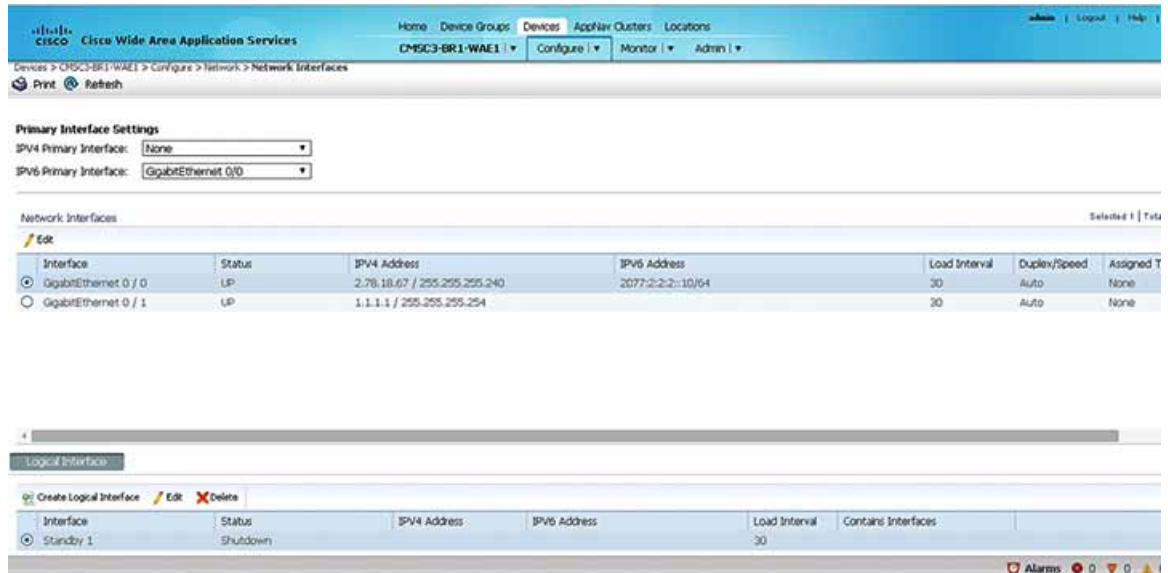 admin | Logout | Help |
Home Device Groups Devices AppNav Clusters Locations
cisco Cisco Wide Area Application Services
CMSC3-BR1-WAE1 | Configure | Monitor | Admin |
Devices > CMSC3-BR1-WAE1 > Configure > Network > Network Interfaces
Print Refresh
Primary Interface Settings
IPV4 Primary Interface: None
IPV6 Primary Interface: GigabitEthernet 0/0
Network Interfaces Selected 1 | Tota
Edit
Interface Status IPV4 Address IPV6 Address Load Interval Duplex/Speed Assigned T
GigabitEthernet 0 / 0 UP 2.78.18.67 / 255.255.255.240 2077:2:2:2::10/64 30 Auto None
GigabitEthernet 0 / 1 UP 1.1.1.1 / 255.255.255.254 30 Auto None
Logical Interface
Create Logical Interface Edit Delete
Interface Status IPV4 Address IPV6 Address Load Interval Contains Interfaces
Standby 1 Shutdown 30
Alarms 0 0